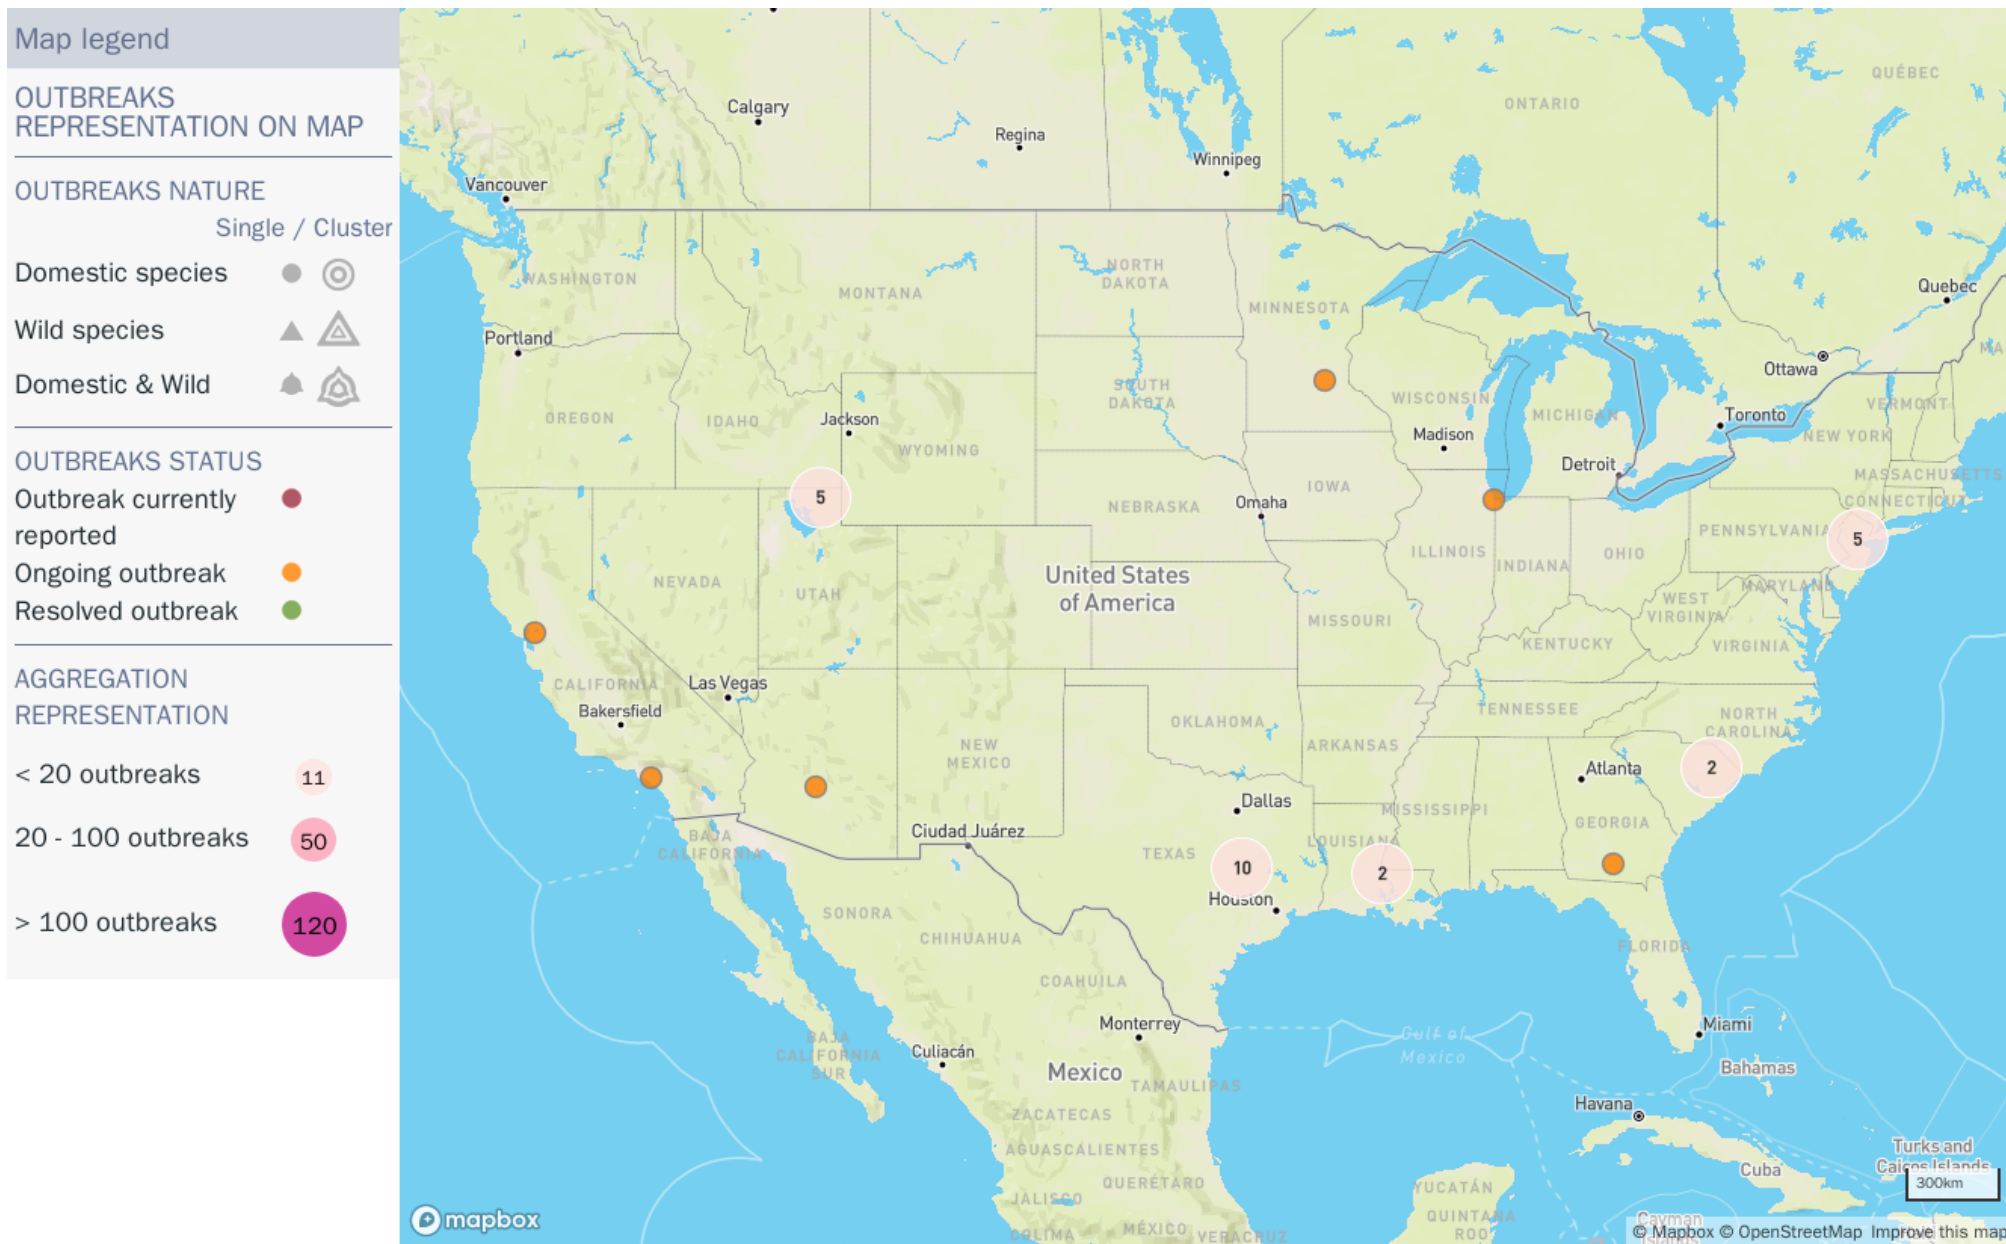 Map legend
OUTBREAKS
REPRESENTATION ON MAP
OUTBREAKS NATURE
Single / Cluster
Domestic species
Wild species
Domestic & Wild
OUTBREAKS STATUS
Outbreak currently
reported
Ongoing outbreak
Resolved outbreak
AGGREGATION
REPRESENTATION
< 20 outbreaks 11
20 - 100 outbreaks 50
> 100 outbreaks 120
QUÉBEC
ONTARIO
Calgary
Regina
Winnipeg
Vancouver
WASHINGTON
MONTANA
NORTH
DAKOTA
MINNESOTA
Quebec
Portland
Ottawa
MA
SOUTH
DAKOTA
WISCONSIN
MICHIGAN
VERMONT
OREGON
IDAHO
Jackson
WYOMING
Madison
Toronto
NEW YORK
Detroit
MASSACHUSETTS
CONNECTICUT
5
NEBRASKA
IOWA
Omaha
PENNSYLVANIA
5
ILLINOIS
INDIANA
OHIO
NEVADA
UTAH
United States
of America
MISSOURI
WEST
VIRGINIA
MARYLAND
KENTUCKY
VIRGINIA
CALIFORNIA
Las Vegas
Bakersfield
OKLAHOMA
TENNESSEE
NORTH
CAROLINA
NEW
MEXICO
ARKANSAS
Atlanta
2
Dallas
MISSISSIPPI
GEORGIA
BAJA
CALIFORNIA
Ciudad Juárez
TEXAS
LOUISIANA
10
2
Houston
SONORA
CHIHUAHUA
FLORIDA
COAHUILA
Monterrey
Miami
Gulf of
Mexico
BAJA
CALIFORNIA
SUR
Culiacán
Mexico
TAMAULIPAS
Bahamas
ZACATECAS
Havana
AGUASCALIENTES
Turks and
Caicos Islands
Cuba
QUERÉTARO
300km
JALISCO
YUCATÁN
QUINTANA
ROO
COLIMA
MÉXICO
VERACRUZ
Cayman
Islands
mapbox
© Mapbox © OpenStreetMap Improve this map